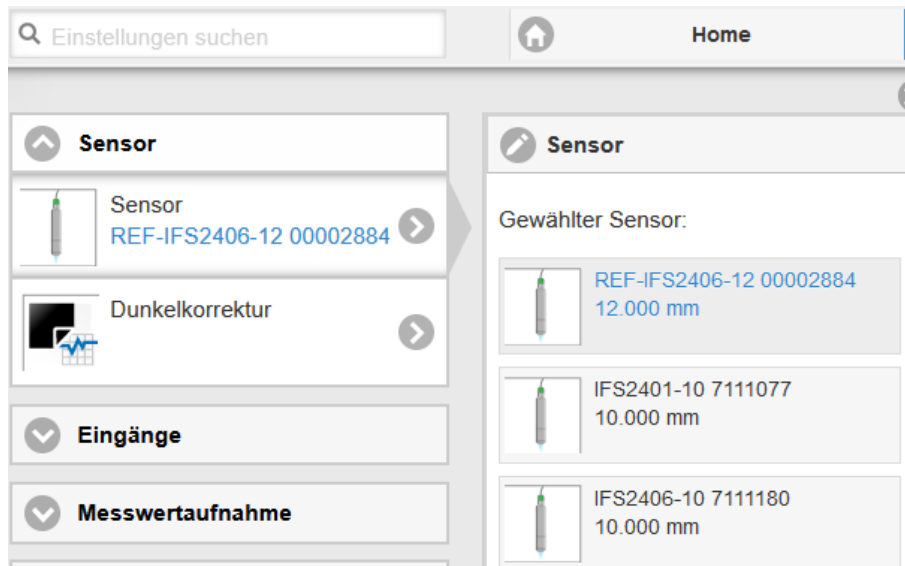 Einstellungen suchen
Home
Sensor
Sensor
REF-IFS2406-12 00002884
Dunkelkorrektur
Eingänge
Messwertaufnahme
Sensor
Gewählter Sensor:
REF-IFS2406-12 00002884
12.000 mm
IFS2401-10 7111077
10.000 mm
IFS2406-10 7111180
10.000 mm